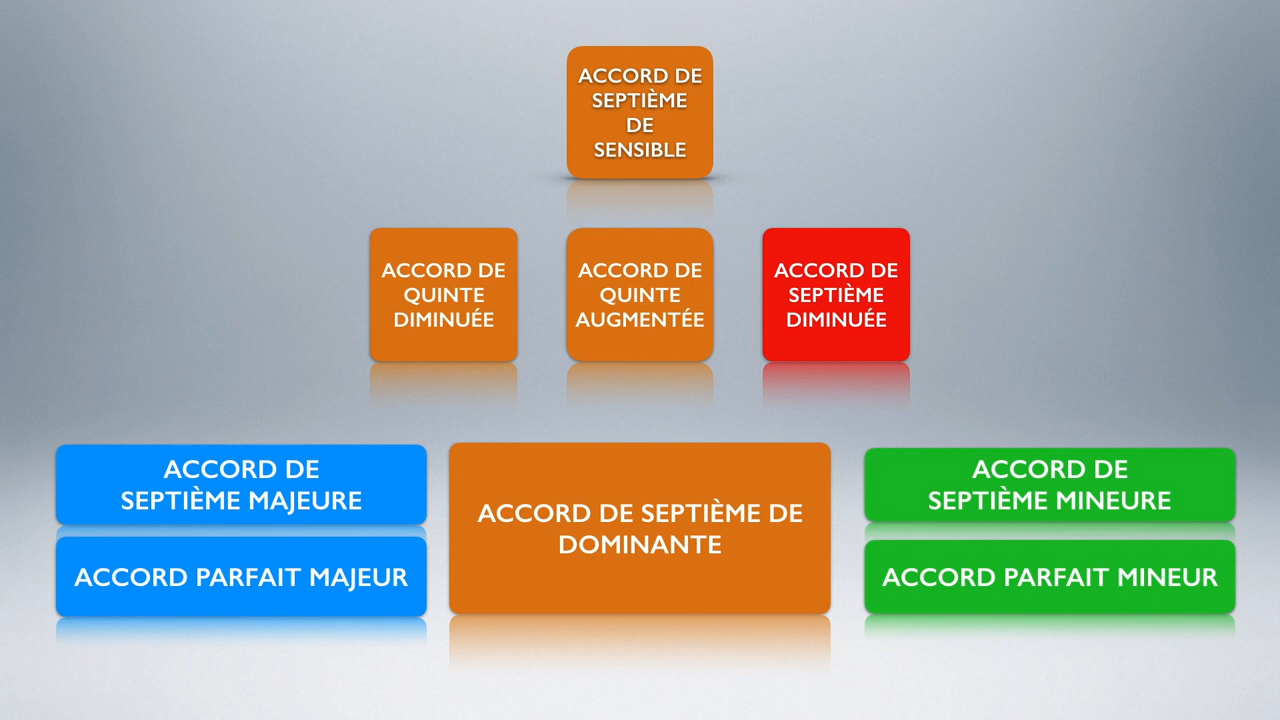 ACCORD DE
SEPTIÈME
DE
SENSIBLE
ACCORD DE
QUINTE
DIMINUÉE
ACCORD DE
QUINTE
AUGMENTÉE
ACCORD DE
SEPTIÈME
DIMINUÉE
ACCORD DE
SEPTIÈME MAJEURE
ACCORD PARFAIT MAJEUR
ACCORD DE SEPTIÈME DE
DOMINANTE
ACCORD DE
SEPTIÈME MINEURE
ACCORD PARFAIT MINEUR